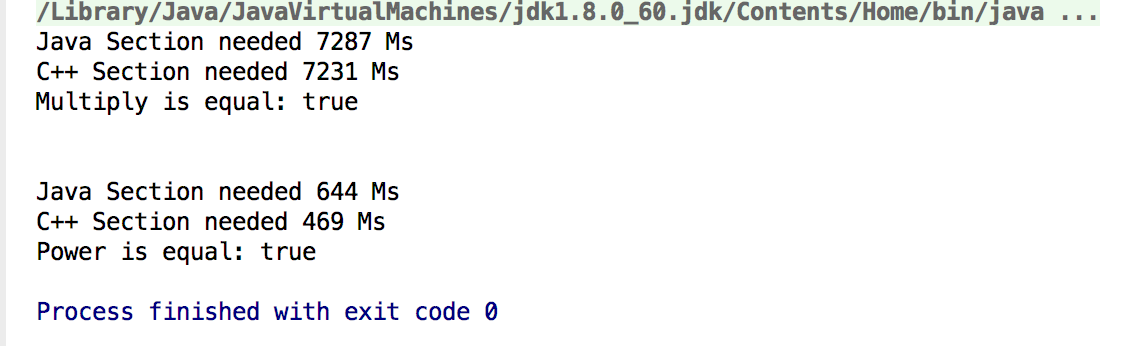 /Library/Java/JavaVirtualMachines/jdk1.8.0_60.jdk/Contents/Home/bin/java ...
Java Section needed 7287 Ms
C++ Section needed 7231 Ms
Multiply is equal: true
Java Section needed 644 Ms
C++ Section needed 469 Ms
Power is equal: true
Process finished with exit code 0